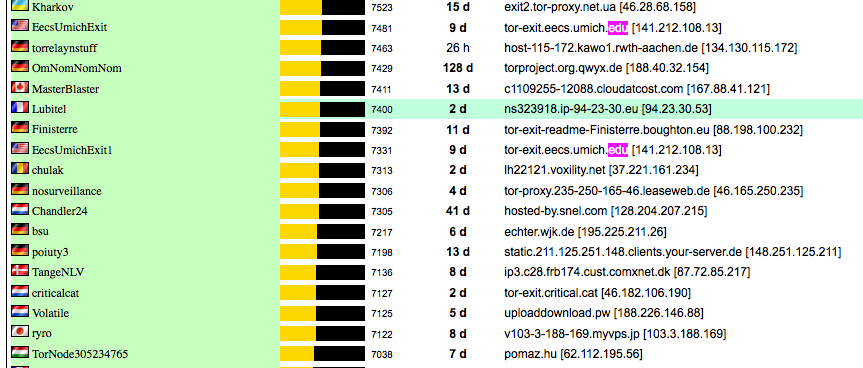 Kharkov 7523 15 d exit2.tor-proxy.net.ua [46.28.68.158]
EecsUmichExit 7481 9 d tor-exit.eecs.umich.edu [141.212.108.13]
torrelaynstuff 7463 26 h host-115-172.kawo1.rwth-aachen.de [134.130.115.172]
OmNomNomNom 7429 128 d torproject.org.qwyx.de [188.40.32.154]
MasterBlaster 7411 13 d c1109255-12088.cloudatcost.com [167.88.41.121]
Lubitel 7400 2 d ns323918.ip-94-23-30.eu [94.23.30.53]
Finisterre 7392 11 d tor-exit-readme-Finisterre.boughton.eu [88.198.100.232]
EecsUmichExit1 7331 9 d tor-exit.eecs.umich.edu [141.212.108.13]
chulak 7313 2 d lh22121.voxility.net [37.221.161.234]
nosurveillance 7306 4 d tor-proxy.235-250-165-46.leaseweb.de [46.165.250.235]
Chandler24 7305 41 d hosted-by.snel.com [128.204.207.215]
bsu 7217 6 d echter.wjk.de [195.225.211.26]
poiuty3 7198 13 d static.211.125.251.148.clients.your-server.de [148.251.125.211]
TangeNLV 7136 8 d ip3.c28.frb174.cust.comxnet.dk [87.72.85.217]
criticalcat 7127 2 d tor-exit.critical.cat [46.182.106.190]
Volatile 7125 5 d uploaddownload.pw [188.226.146.88]
ryro 7122 8 d v103-3-188-169.myvps.jp [103.3.188.169]
TorNode305234765 7038 7 d pomaz.hu [62.112.195.56]